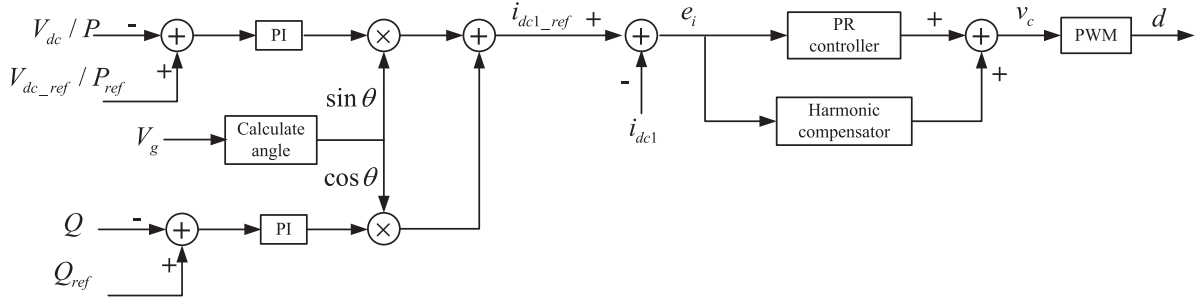 V_dc / P
-
+
PI
×
+
i_dc1_ref
+
+
e_i
PR
controller
+
+
v_c
PWM
d
+
V_dc_ref / P_ref
sin θ
-
i_dc1
+
Harmonic
compensator
V_g
Calculate
angle
cos θ
Q
-
+
PI
×
+
Q_ref